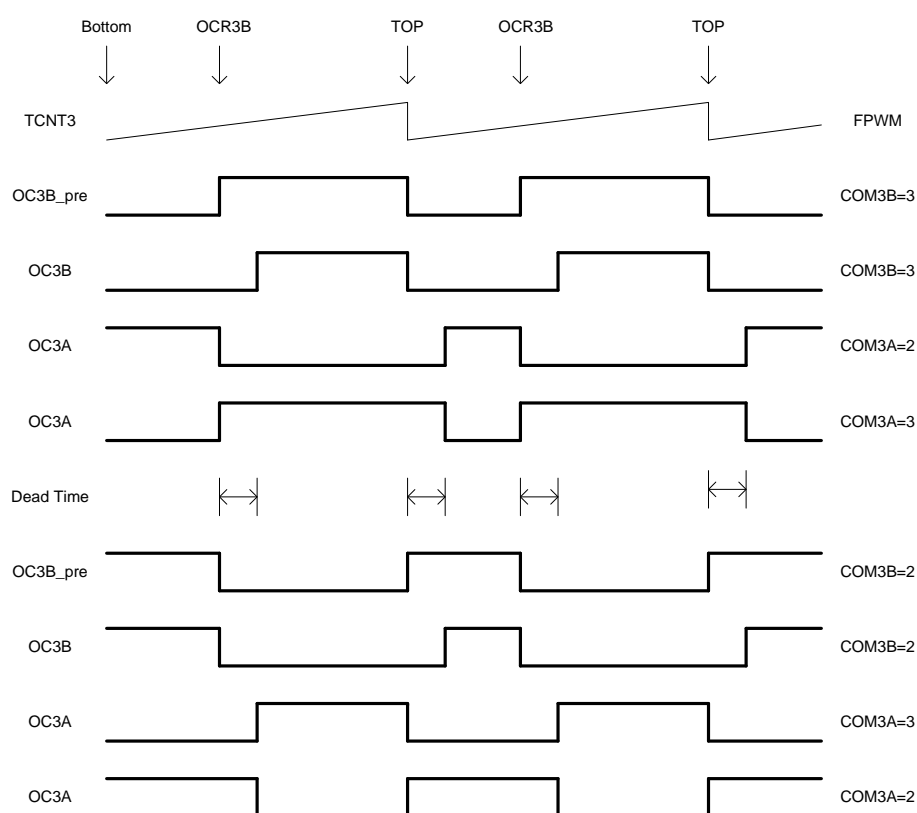 Bottom OCR3B TOP OCR3B TOP
TCNT3 FPWM
OC3B_pre COM3B=3
OC3B COM3B=3
OC3A COM3A=2
OC3A COM3A=3
Dead Time
OC3B_pre COM3B=2
OC3B COM3B=2
OC3A COM3A=3
OC3A COM3A=2